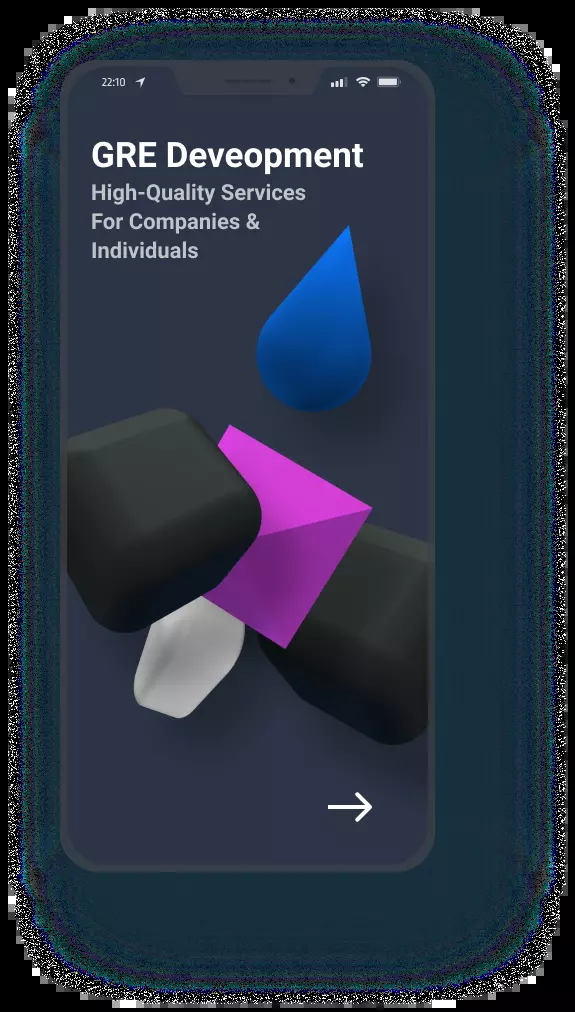 22:10
GRE Deveopment
High-Quality Services
For Companies &
Individuals